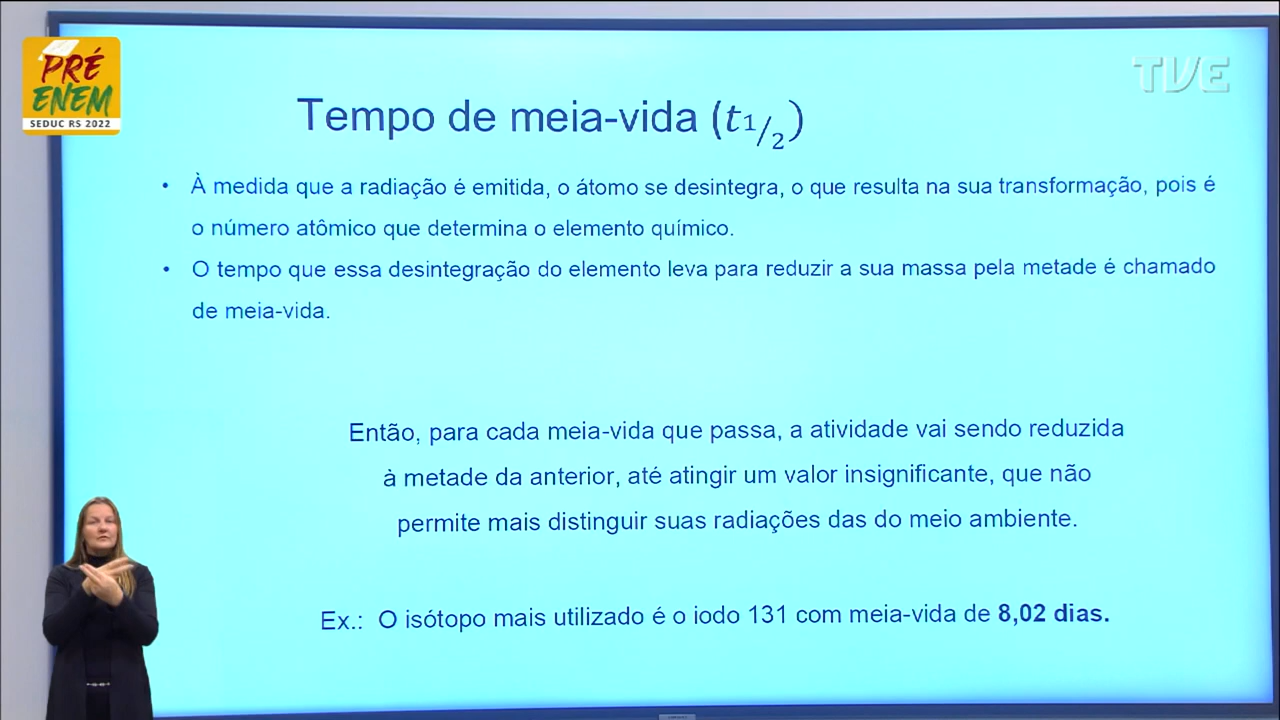 PRÉ
ENEM
SEDUC RS 2022
TVE
Tempo de meia-vida (t1/2)
• À medida que a radiação é emitida, o átomo se desintegra, o que resulta na sua transformação, pois é
o número atômico que determina o elemento químico.
• O tempo que essa desintegração do elemento leva para reduzir a sua massa pela metade é chamado
de meia-vida.
Então, para cada meia-vida que passa, a atividade vai sendo reduzida
à metade da anterior, até atingir um valor insignificante, que não
permite mais distinguir suas radiações das do meio ambiente.
Ex.: O isótopo mais utilizado é o iodo 131 com meia-vida de 8,02 dias.